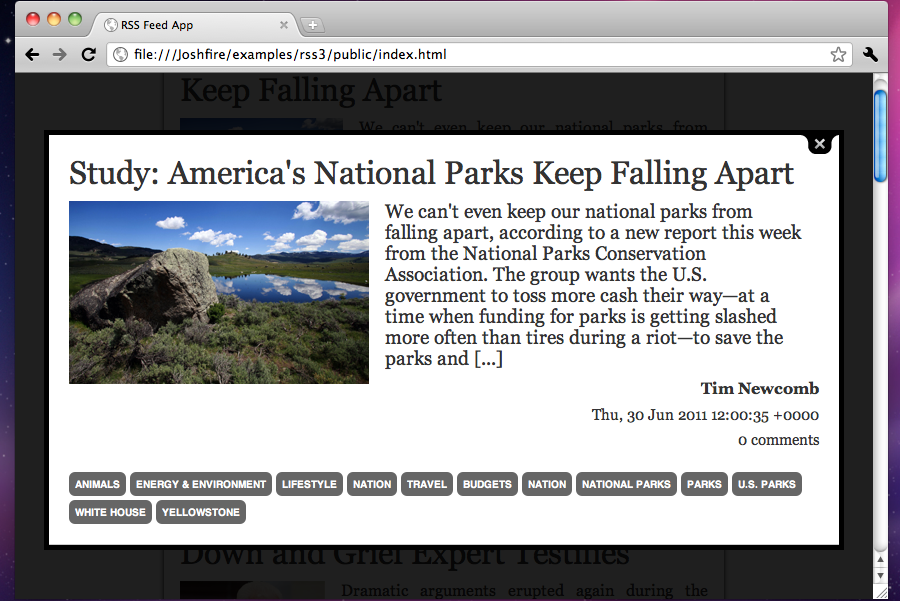 RSS Feed App
file:///Joshfire/examples/rss3/public/index.html
Keep Falling Apart
We can't even keep our national parks from
Study: America's National Parks Keep Falling Apart
We can't even keep our national parks from
falling apart, according to a new report this week
from the National Parks Conservation
Association. The group wants the U.S.
government to toss more cash their way—at a
time when funding for parks is getting slashed
more often than tires during a riot—to save the
parks and [...]
Tim Newcomb
Thu, 30 Jun 2011 12:00:35 +0000
0 comments
ANIMALS ENERGY & ENVIRONMENT LIFESTYLE NATION TRAVEL BUDGETS NATION NATIONAL PARKS PARKS U.S. PARKS
WHITE HOUSE YELLOWSTONE
Down and Grief Expert Testifies
Dramatic arguments erupted again during the